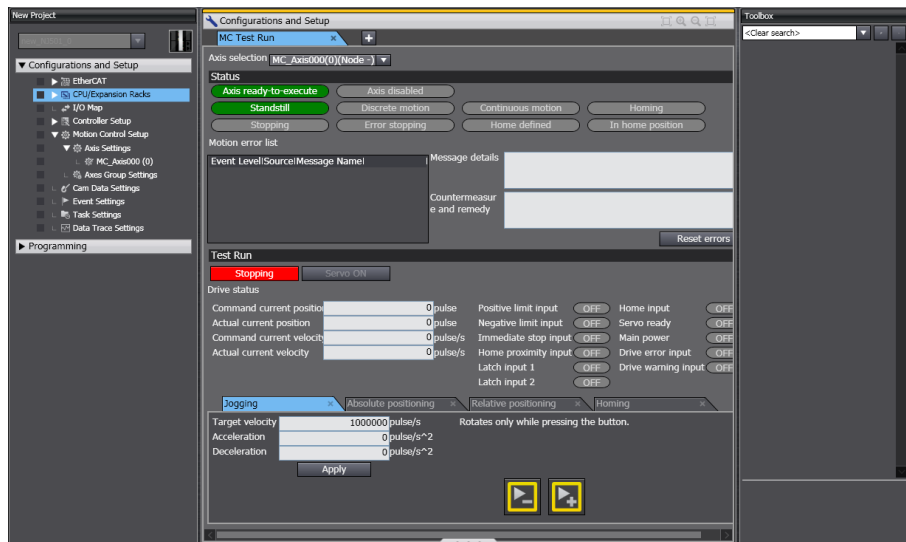 New Project
Configurations and Setup
Toolbox
<Clear search>
MC Test Run
Configurations and Setup
EtherCAT
CPU/Expansion Racks
I/O Map
Controller Setup
Motion Control Setup
Axis Settings
MC_Axis000 (0)
Axes Group Settings
Cam Data Settings
Event Settings
Task Settings
Data Trace Settings
Programming
Axis selection MC_Axis000(0)(Node -)
Status
Axis ready-to-execute Axis disabled
Standstill Discrete motion Continuous motion Homing
Stopping Error stopping Home defined In home position
Motion error list
Event Level|Source|Message Name|
Message details
Countermeasur
e and remedy
Reset errors
Test Run
Stopping Servo ON
Drive status
Command current positio 0 pulse Positive limit input OFF Home input OFF
Actual current position 0 pulse Negative limit input OFF Servo ready OFF
Command current velocit 0 pulse/s Immediate stop input OFF Main power OFF
Actual current velocity 0 pulse/s Home proximity input OFF Drive error input OFF
Latch input 1 OFF Drive warning input OFF
Latch input 2 OFF
Jogging Absolute positioning Relative positioning Homing
Target velocity 1000000 pulse/s Rotates only while pressing the button.
Acceleration 0 pulse/s^2
Deceleration 0 pulse/s^2
Apply